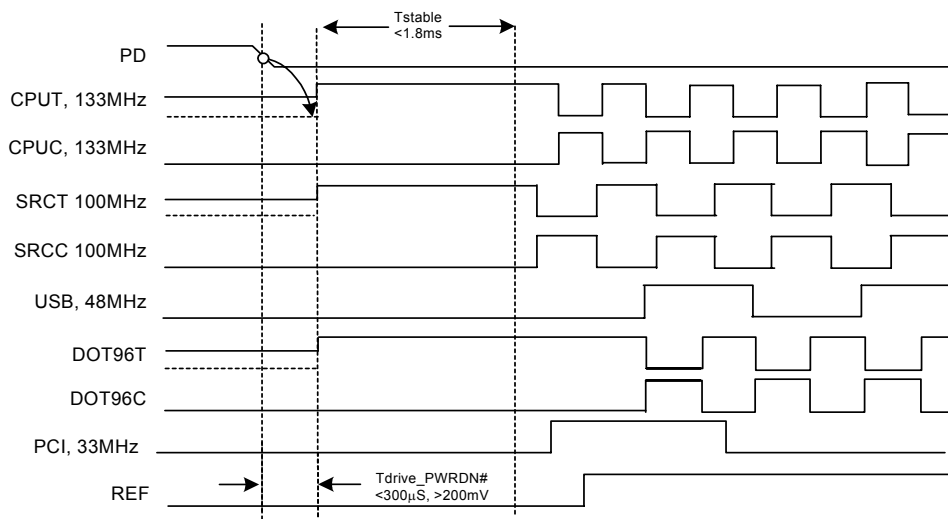 Tstable
<1.8ms
PD
CPUT, 133MHz
CPUC, 133MHz
SRCT 100MHz
SRCC 100MHz
USB, 48MHz
DOT96T
DOT96C
PCI, 33MHz
Tdrive_PWRDN#
<300µS, >200mV
REF